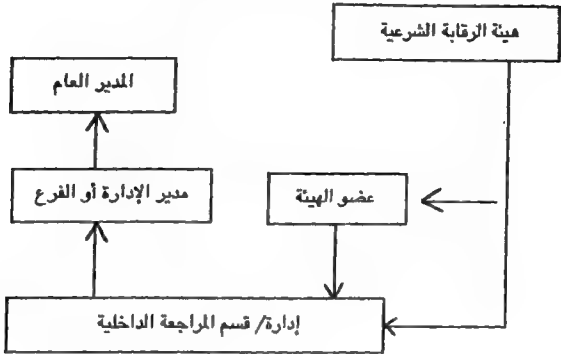 هيئة الرقابة الشرعية
المدير العام
عضو الهيئة
مدير الإدارة أو الفرع
إدارة/ قسم المراجعة الداخلية